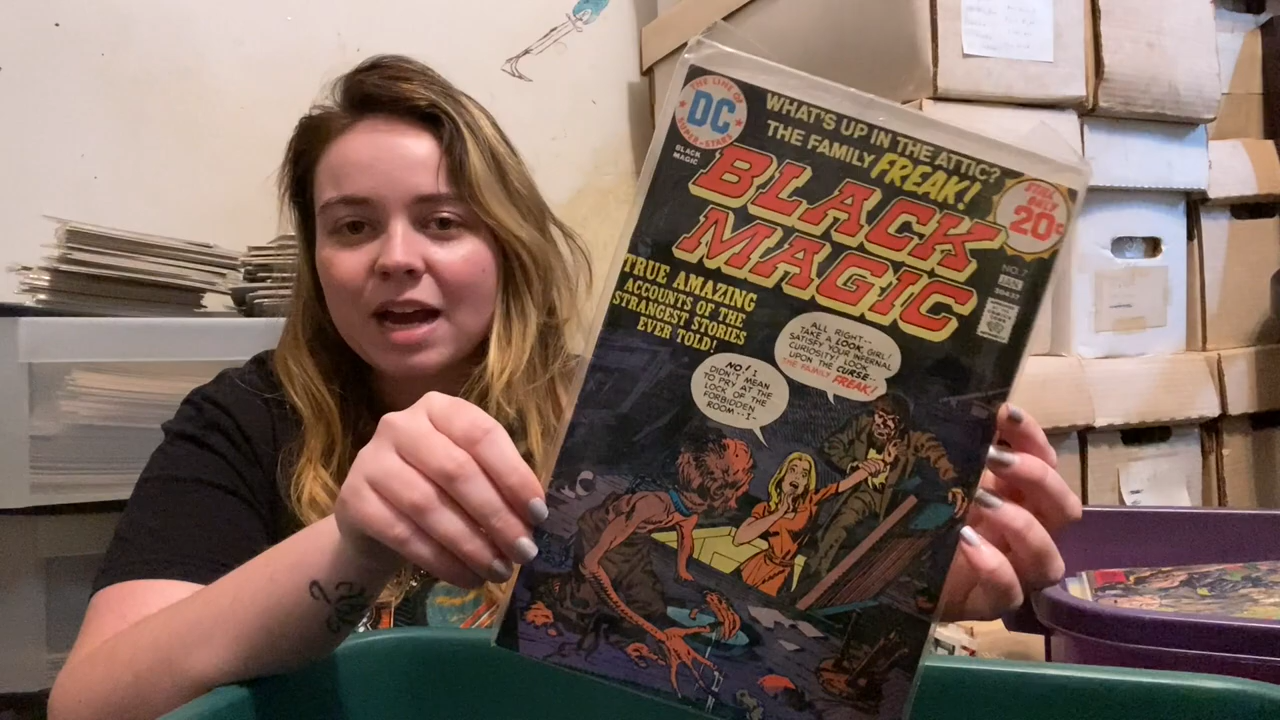 THE LINE OF
DC
SUPER-STARS
BLACK
MAGIC
WHAT'S UP IN THE ATTIC?
THE FAMILY FREAK!
BLACK
MAGIC
STILL
ONLY
20¢
NO. 7
JAN
30437
TRUE AMAZING
ACCOUNTS OF THE
STRANGEST STORIES
EVER TOLD!
ALL RIGHT--
TAKE A LOOK, GIRL!
SATISFY YOUR INFERNAL
CURIOSITY! LOOK
UPON THE CURSE--
THE FAMILY FREAK!
NO! I
DIDN'T MEAN
TO PRY AT THE
LOCK OF THE
FORBIDDEN
ROOM--I-